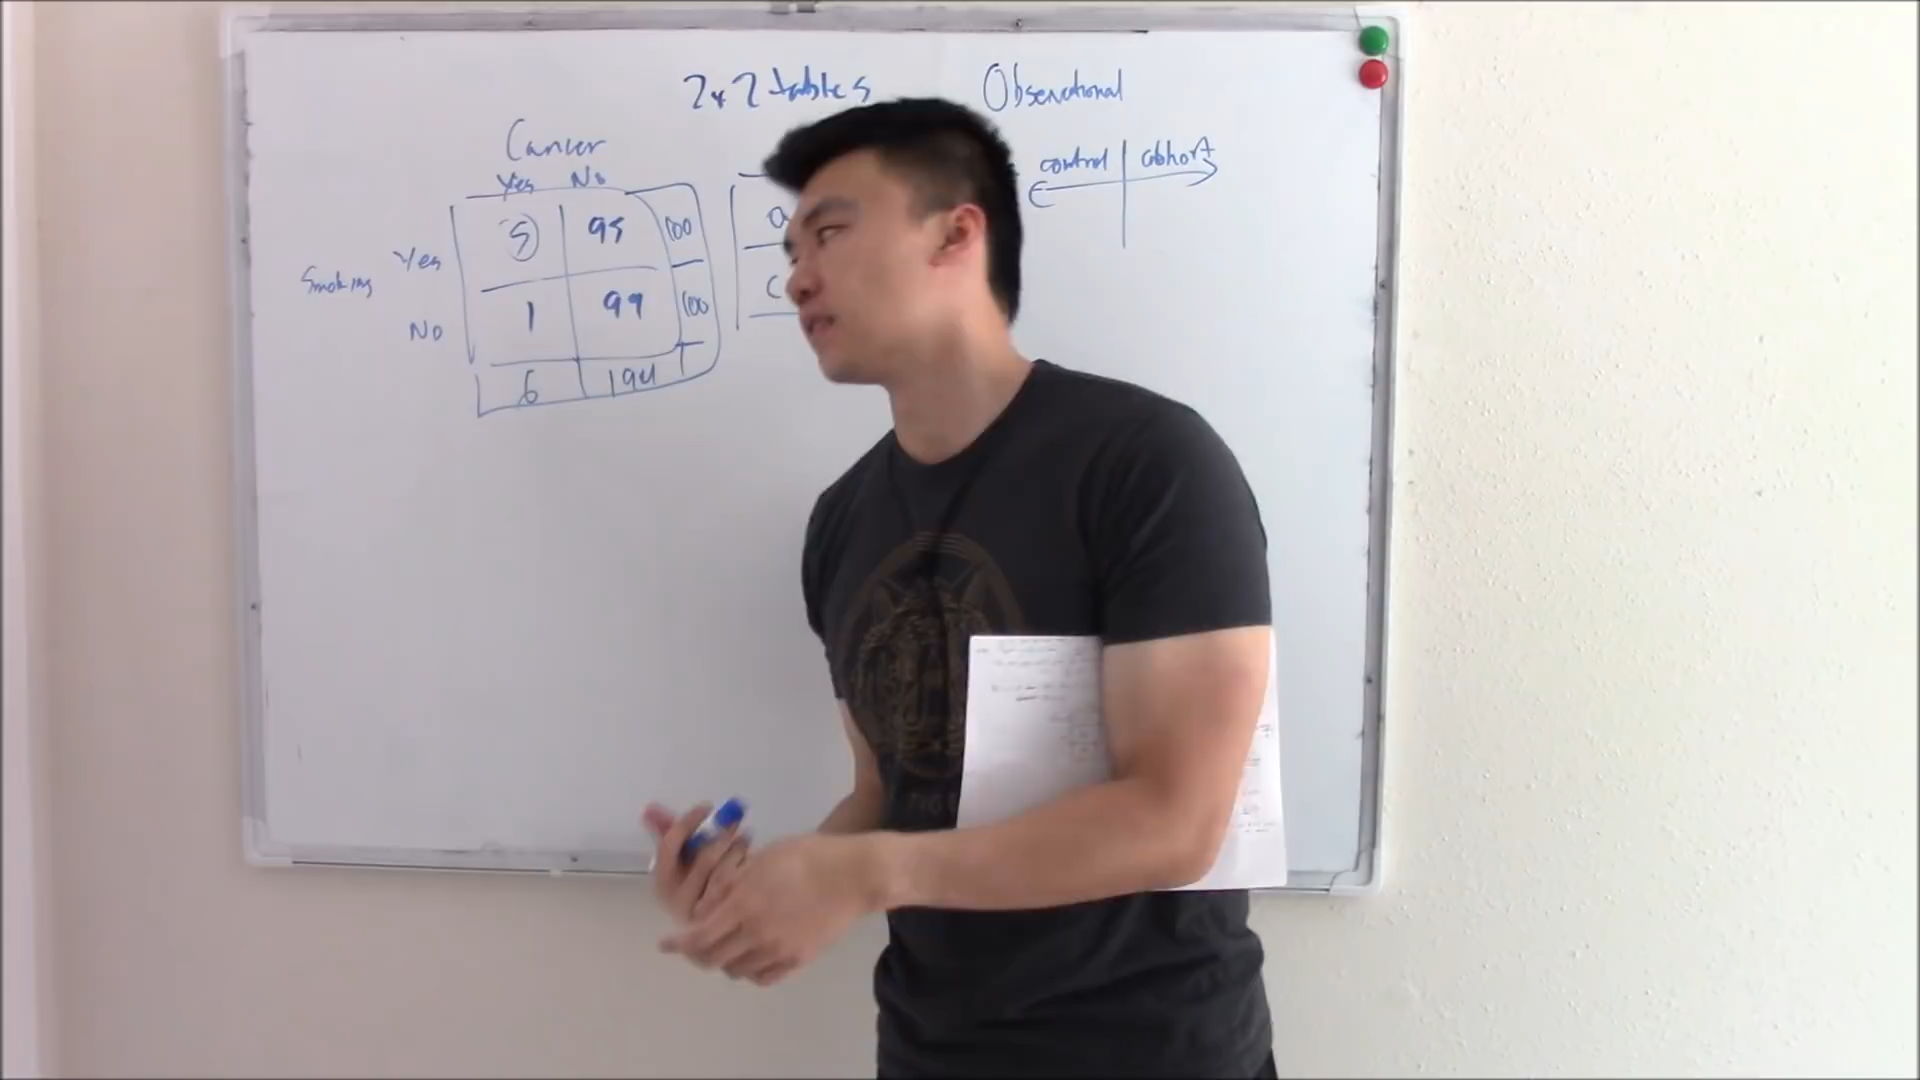 2x2 tables
Observational
Cancer
Yes No
control cohort
Smoking
Yes 5 95 100
No 1 99 100
6 194
a
c
TIGE